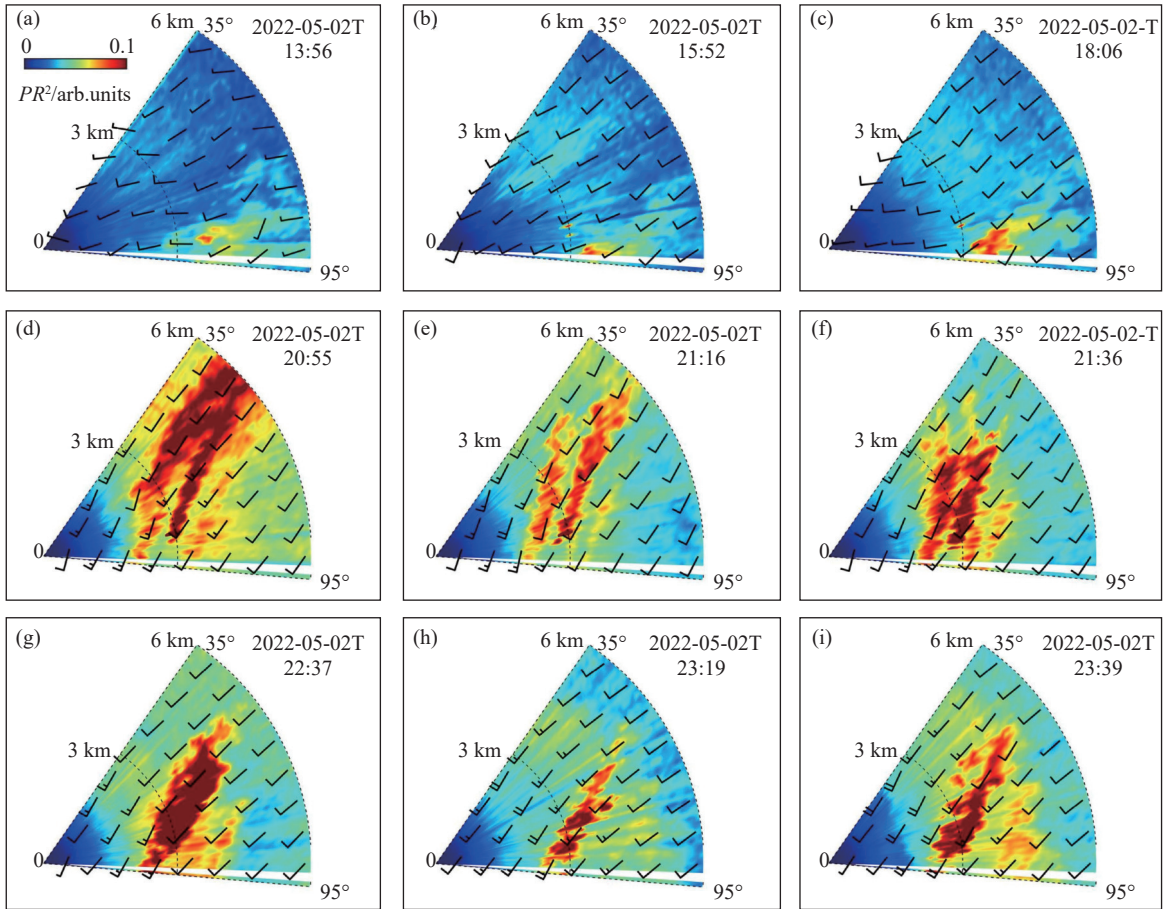 (a) 6 km 35° 2022-05-02T
13:56
0 0.1
PR²/arb.units
3 km
0
95°
(b) 6 km 35° 2022-05-02T
15:52
3 km
0
95°
(c) 6 km 35° 2022-05-02-T
18:06
3 km
0
95°
(d) 6 km 35° 2022-05-02T
20:55
3 km
0
95°
(e) 6 km 35° 2022-05-02T
21:16
3 km
0
95°
(f) 6 km 35° 2022-05-02-T
21:36
3 km
0
95°
(g) 6 km 35° 2022-05-02T
22:37
3 km
0
95°
(h) 6 km 35° 2022-05-02T
23:19
3 km
0
95°
(i) 6 km 35° 2022-05-02T
23:39
3 km
0
95°